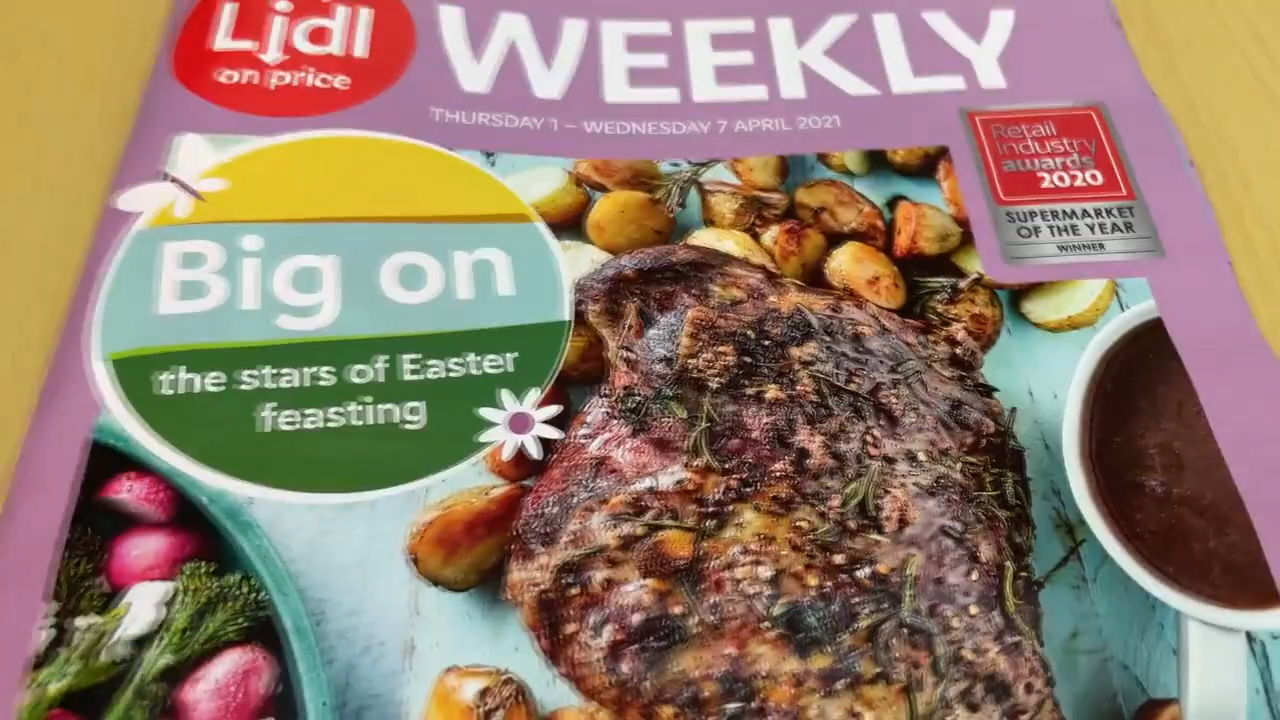 Lidl
on price
WEEKLY
THURSDAY 1 – WEDNESDAY 7 APRIL 2021
Retail
Industry
awards
2020
SUPERMARKET
OF THE YEAR
WINNER
Big on
the stars of Easter
feasting